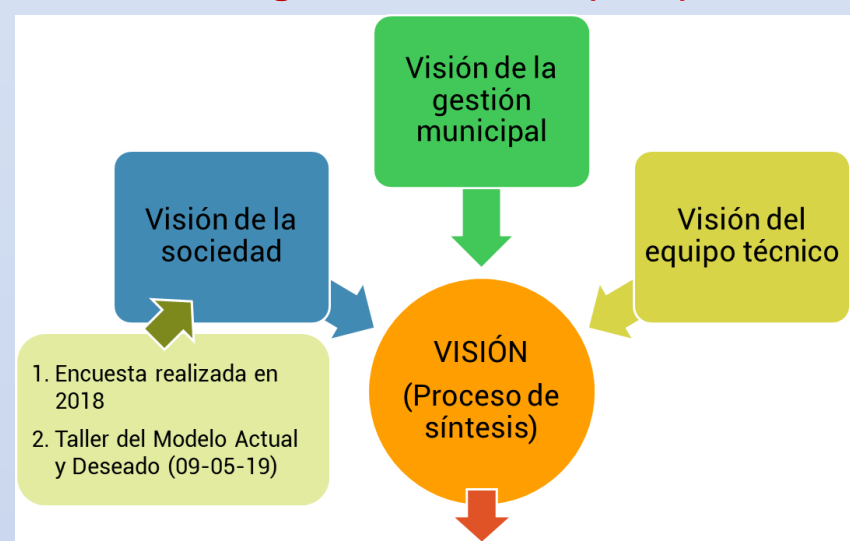 Visión de la
gestión
municipal
Visión de la
sociedad
Visión del
equipo técnico
1. Encuesta realizada en
2018
2. Taller del Modelo Actual
y Deseado (09-05-19)
VISIÓN
(Proceso de
síntesis)